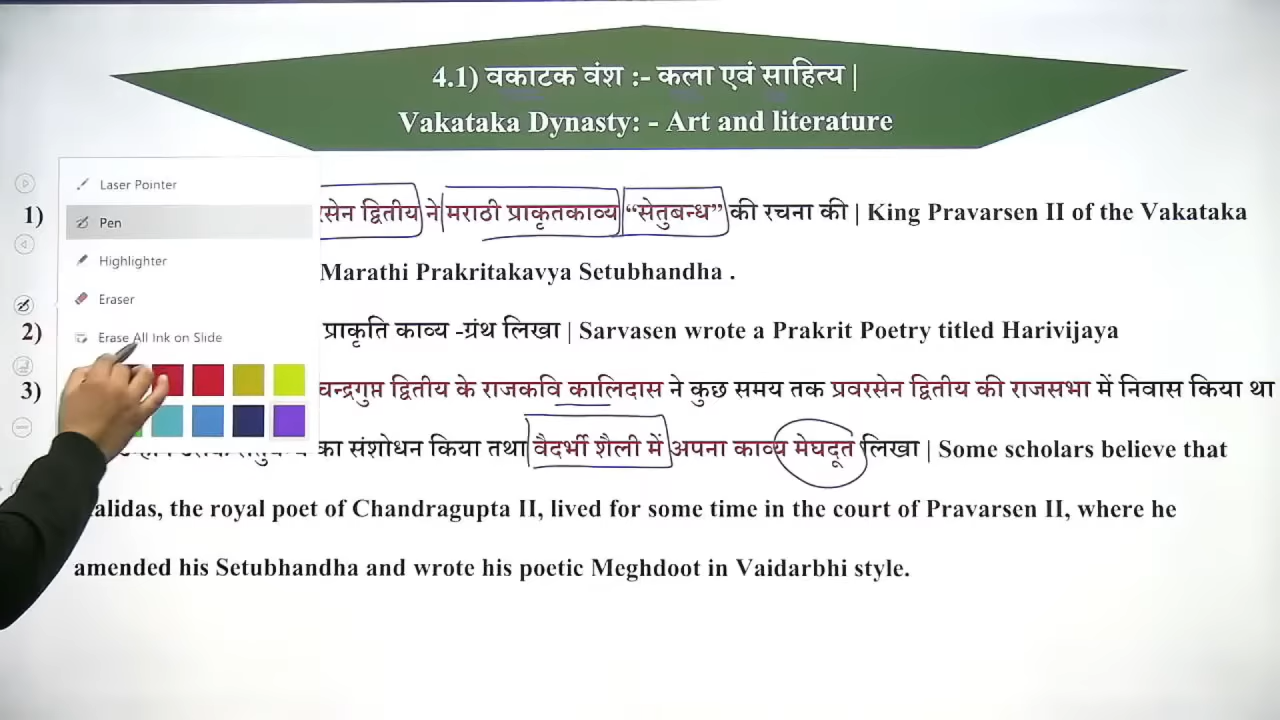 4.1) वकाटक वंश :- कला एवं साहित्य |
Vakataka Dynasty: - Art and literature
Laser Pointer
Pen
Highlighter
Eraser
Erase All Ink on Slide
1) रसेन द्वितीय ने मराठी प्राकृतकाव्य “सेतुबन्ध” की रचना की | King Pravarsen II of the Vakataka
Marathi Prakritakavya Setubhandha .
2) प्राकृति काव्य -ग्रंथ लिखा | Sarvasen wrote a Prakrit Poetry titled Harivijaya
3) चन्द्रगुप्त द्वितीय के राजकवि कालिदास ने कुछ समय तक प्रवरसेन द्वितीय की राजसभा में निवास किया था
का संशोधन किया तथा वैदर्भी शैली में अपना काव्य मेघदूत लिखा | Some scholars believe that
alidas, the royal poet of Chandragupta II, lived for some time in the court of Pravarsen II, where he
amended his Setubhandha and wrote his poetic Meghdoot in Vaidarbhi style.